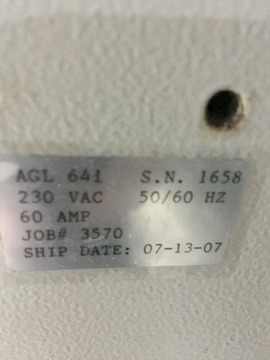 AGL 641 S.N. 1658
230 VAC 50/60 HZ
60 AMP
JOB# 3570
SHIP DATE: 07-13-07